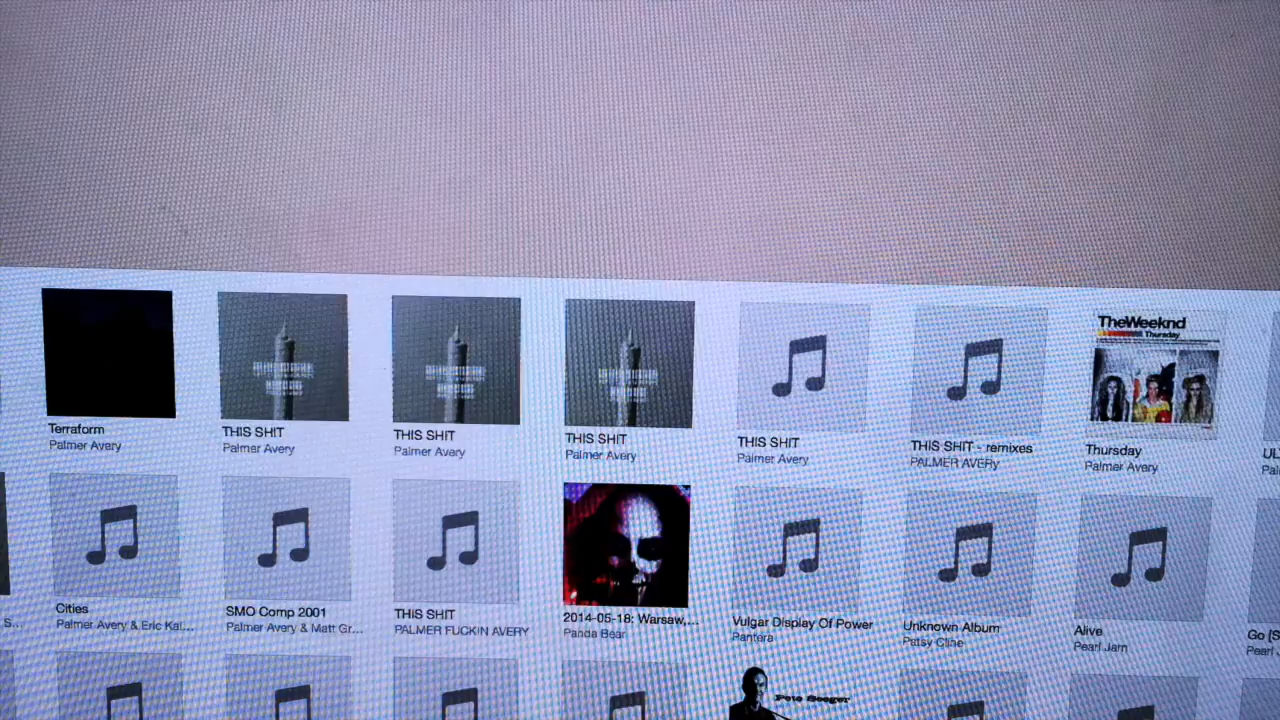 TheWeeknd
Thursday
Terraform
Palmer Avery
THIS SHIT
Palmer Avery
THIS SHIT
Palmer Avery
THIS SHIT
Palmer Avery
THIS SHIT
Palmer Avery
THIS SHIT - remixes
PALMER AVERY
Thursday
Palmer Avery
S...
Cities
Palmer Avery & Eric Kal...
SMO Comp 2001
Palmer Avery & Matt Gr...
THIS SHIT
PALMER FUCKIN AVERY
2014-05-18: Warsaw,...
Panda Bear
Vulgar Display Of Power
Pantera
Unknown Album
Patsy Cline
Alive
Pearl Jam
Go [S
Pearl J
Pete Seeger